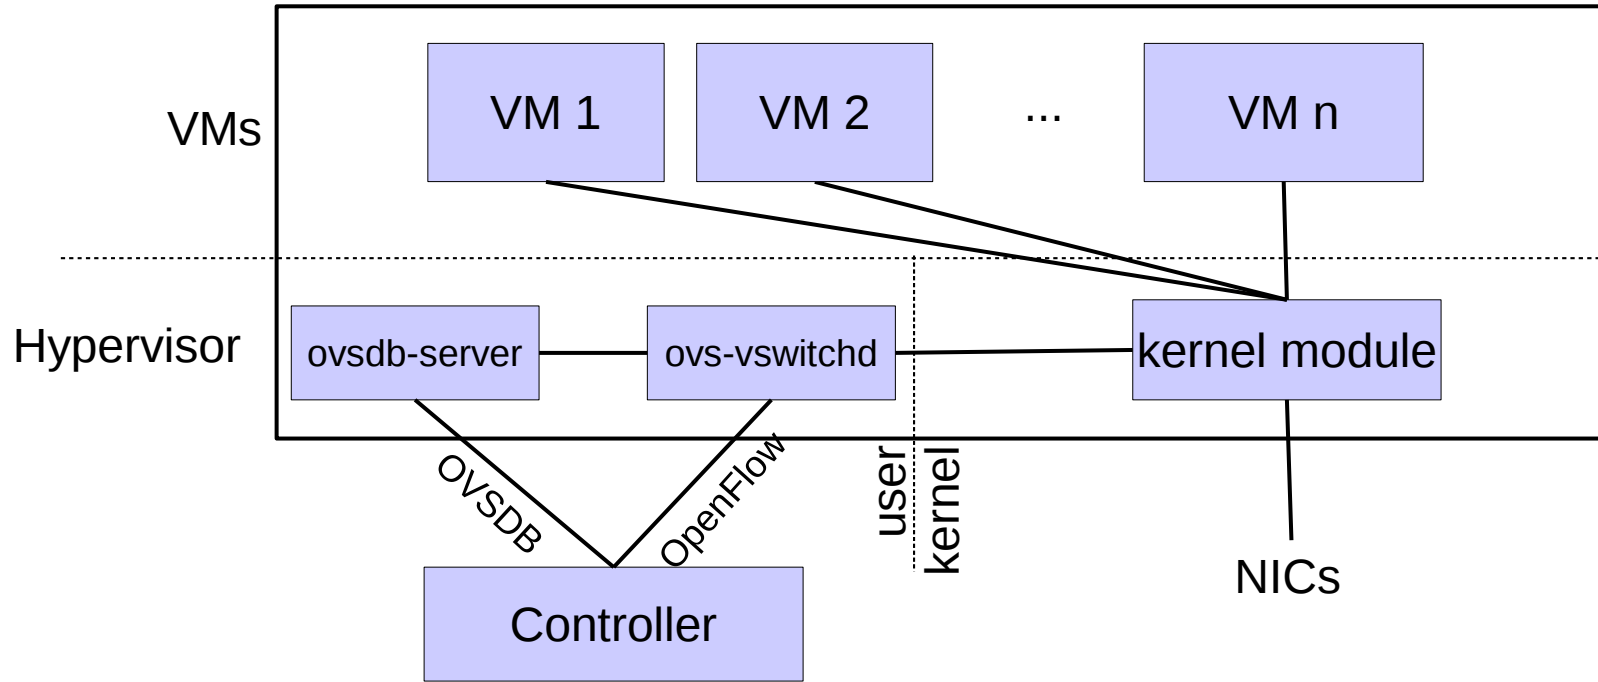 VMs
VM 1
VM 2
...
VM n
Hypervisor
ovsdb-server
ovs-vswitchd
kernel module
OVSDB
OpenFlow
user
kernel
NICs
Controller